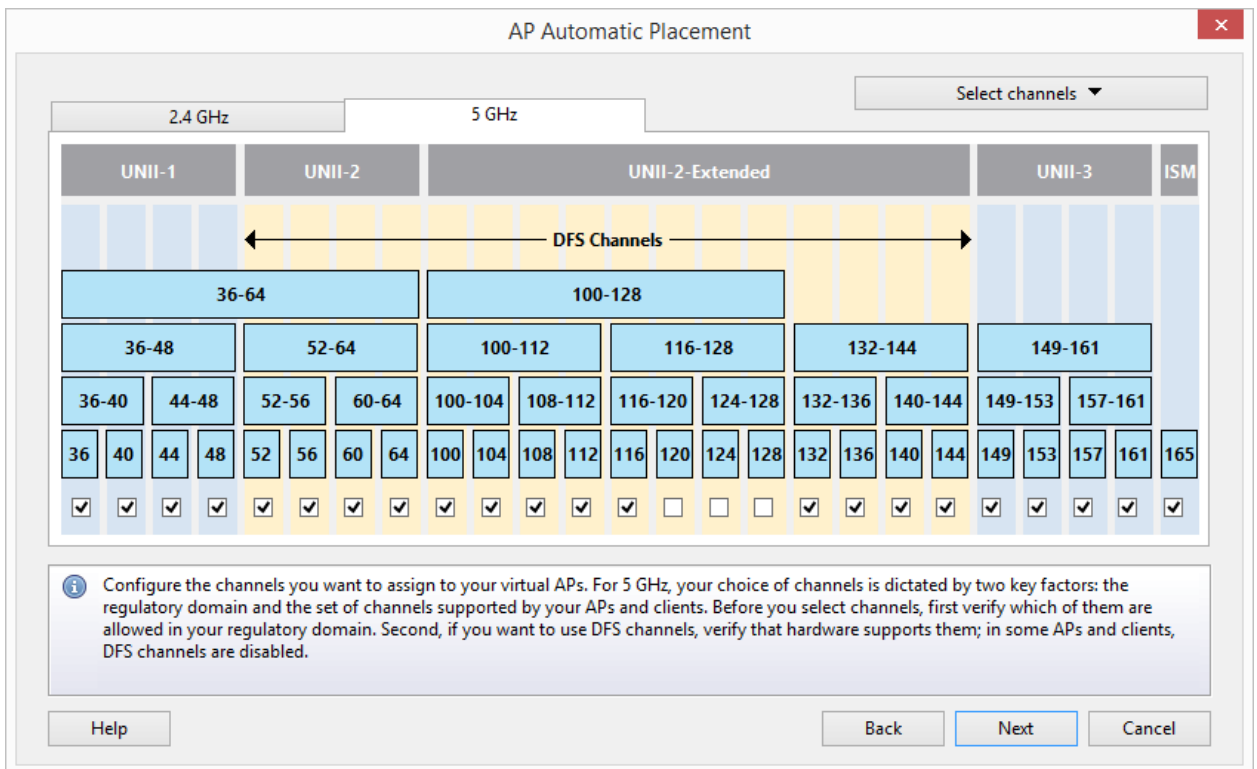 AP Automatic Placement
Select channels
2.4 GHz 5 GHz
UNII-1 UNII-2 UNII-2-Extended UNII-3 ISM
DFS Channels
36-64 100-128
36-48 52-64 100-112 116-128 132-144 149-161
36-40 44-48 52-56 60-64 100-104 108-112 116-120 124-128 132-136 140-144 149-153 157-161
36 40 44 48 52 56 60 64 100 104 108 112 116 120 124 128 132 136 140 144 149 153 157 161 165
Configure the channels you want to assign to your virtual APs. For 5 GHz, your choice of channels is dictated by two key factors: the
regulatory domain and the set of channels supported by your APs and clients. Before you select channels, first verify which of them are
allowed in your regulatory domain. Second, if you want to use DFS channels, verify that hardware supports them; in some APs and clients,
DFS channels are disabled.
Help Back Next Cancel